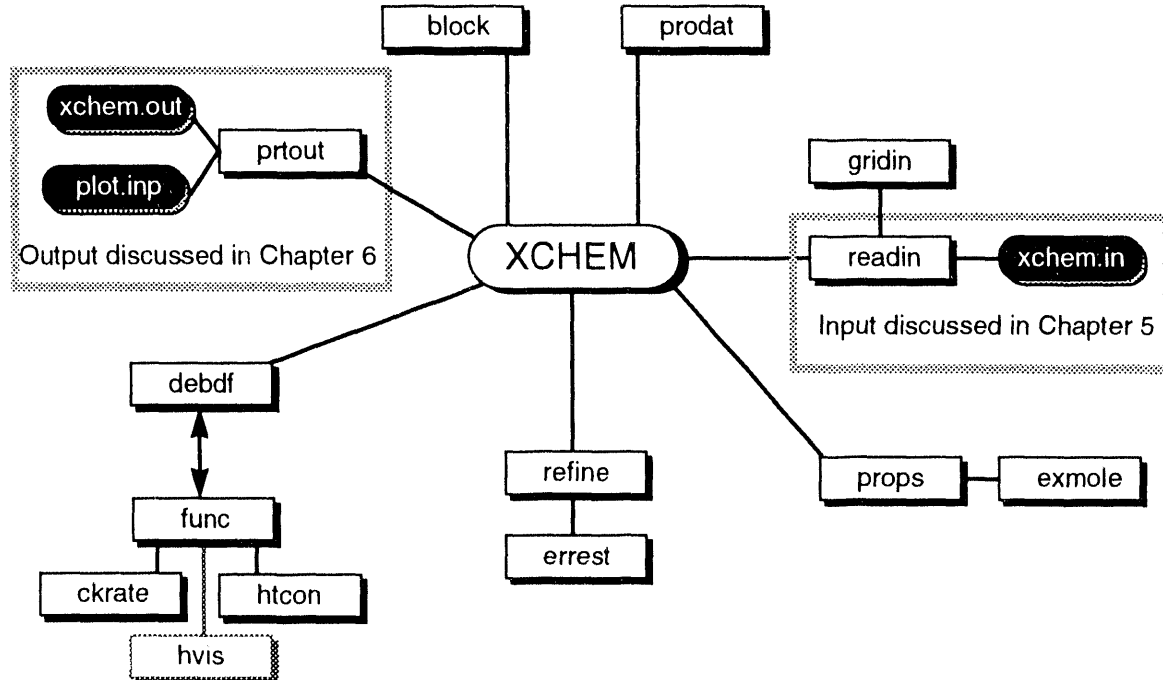 block
prodat
xchem.out
prtout
plot.inp
Output discussed in Chapter 6
XCHEM
gridin
readin
xchem.in
Input discussed in Chapter 5
debdf
func
ckrate
htcon
hvis
refine
errest
props
exmole